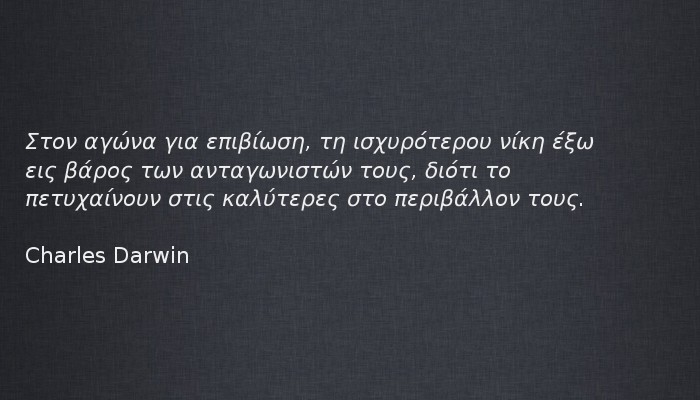 Στον αγώνα για επιβίωση, τη ισχυρότερου νίκη έξω
εις βάρος των ανταγωνιστών τους, διότι το
πετυχαίνουν στις καλύτερες στο περιβάλλον τους.
Charles Darwin